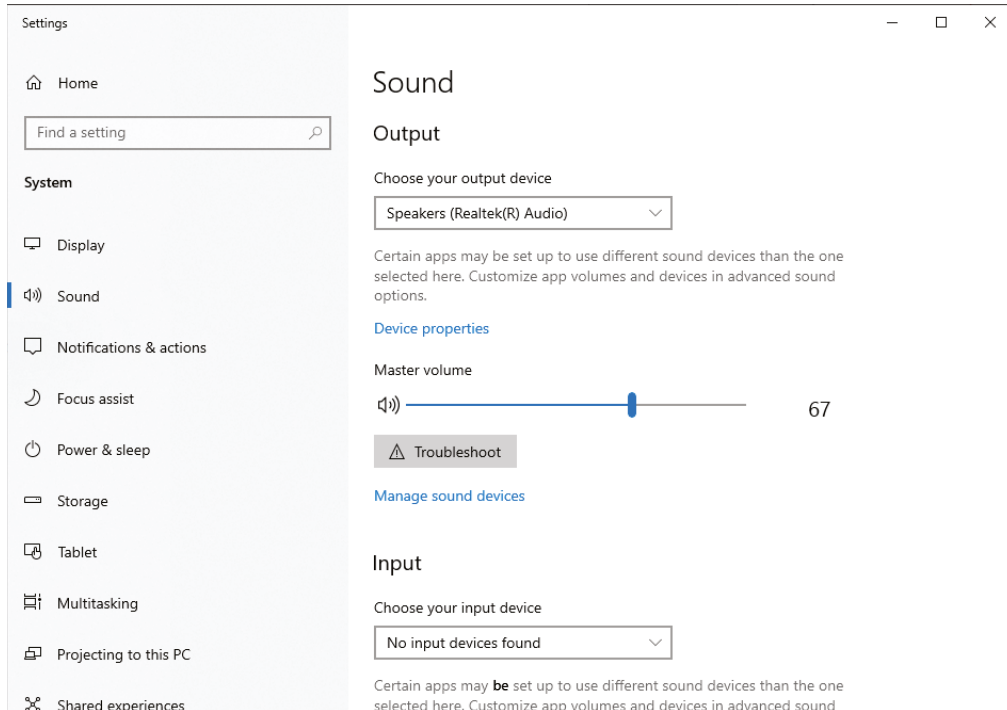 Settings
Home
Find a setting
System
Display
Sound
Notifications & actions
Focus assist
Power & sleep
Storage
Tablet
Multitasking
Projecting to this PC
Shared experiences
Sound
Output
Choose your output device
Speakers (Realtek(R) Audio)
Certain apps may be set up to use different sound devices than the one
selected here. Customize app volumes and devices in advanced sound
options.
Device properties
Master volume
67
Troubleshoot
Manage sound devices
Input
Choose your input device
No input devices found
Certain apps may be set up to use different sound devices than the one
selected here. Customize app volumes and devices in advanced sound